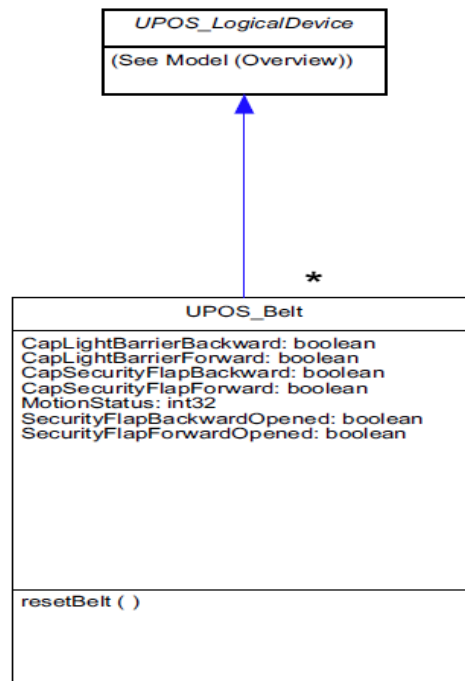 UPOS_LogicalDevice
(See Model (Overview))
*
UPOS_Belt
CapLightBarrierBackward: boolean
CapLightBarrierForward: boolean
CapSecurityFlapBackward: boolean
CapSecurityFlapForward: boolean
MotionStatus: int32
SecurityFlapBackwardOpened: boolean
SecurityFlapForwardOpened: boolean
resetBelt ( )